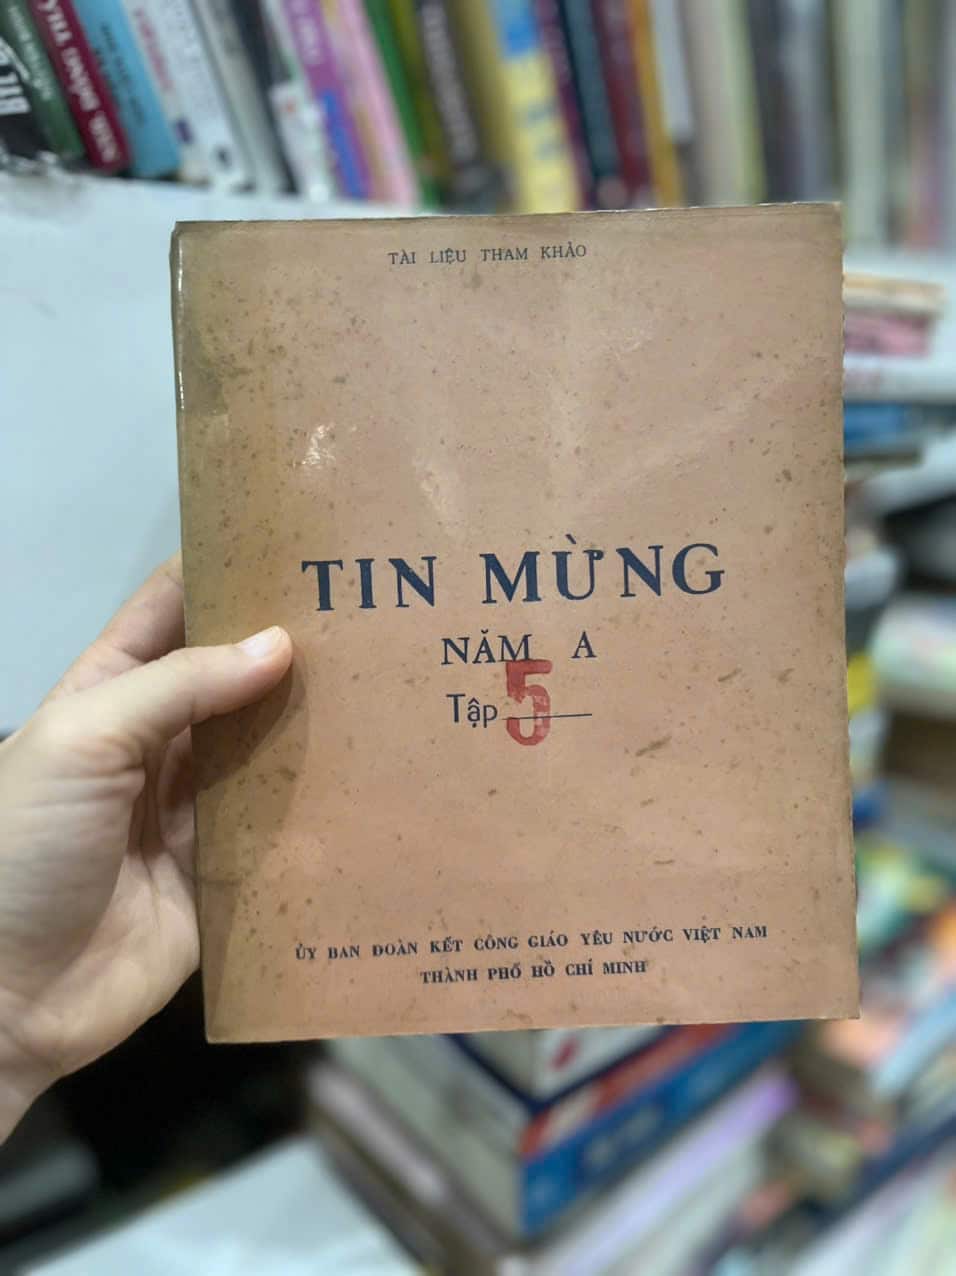 TÀI LIỆU THAM KHẢO
TIN MỪNG
NĂM A
Tập 5
ỦY BAN ĐOÀN KẾT CÔNG GIÁO YÊU NƯỚC VIỆT NAM
THÀNH PHỐ HỒ CHÍ MINH